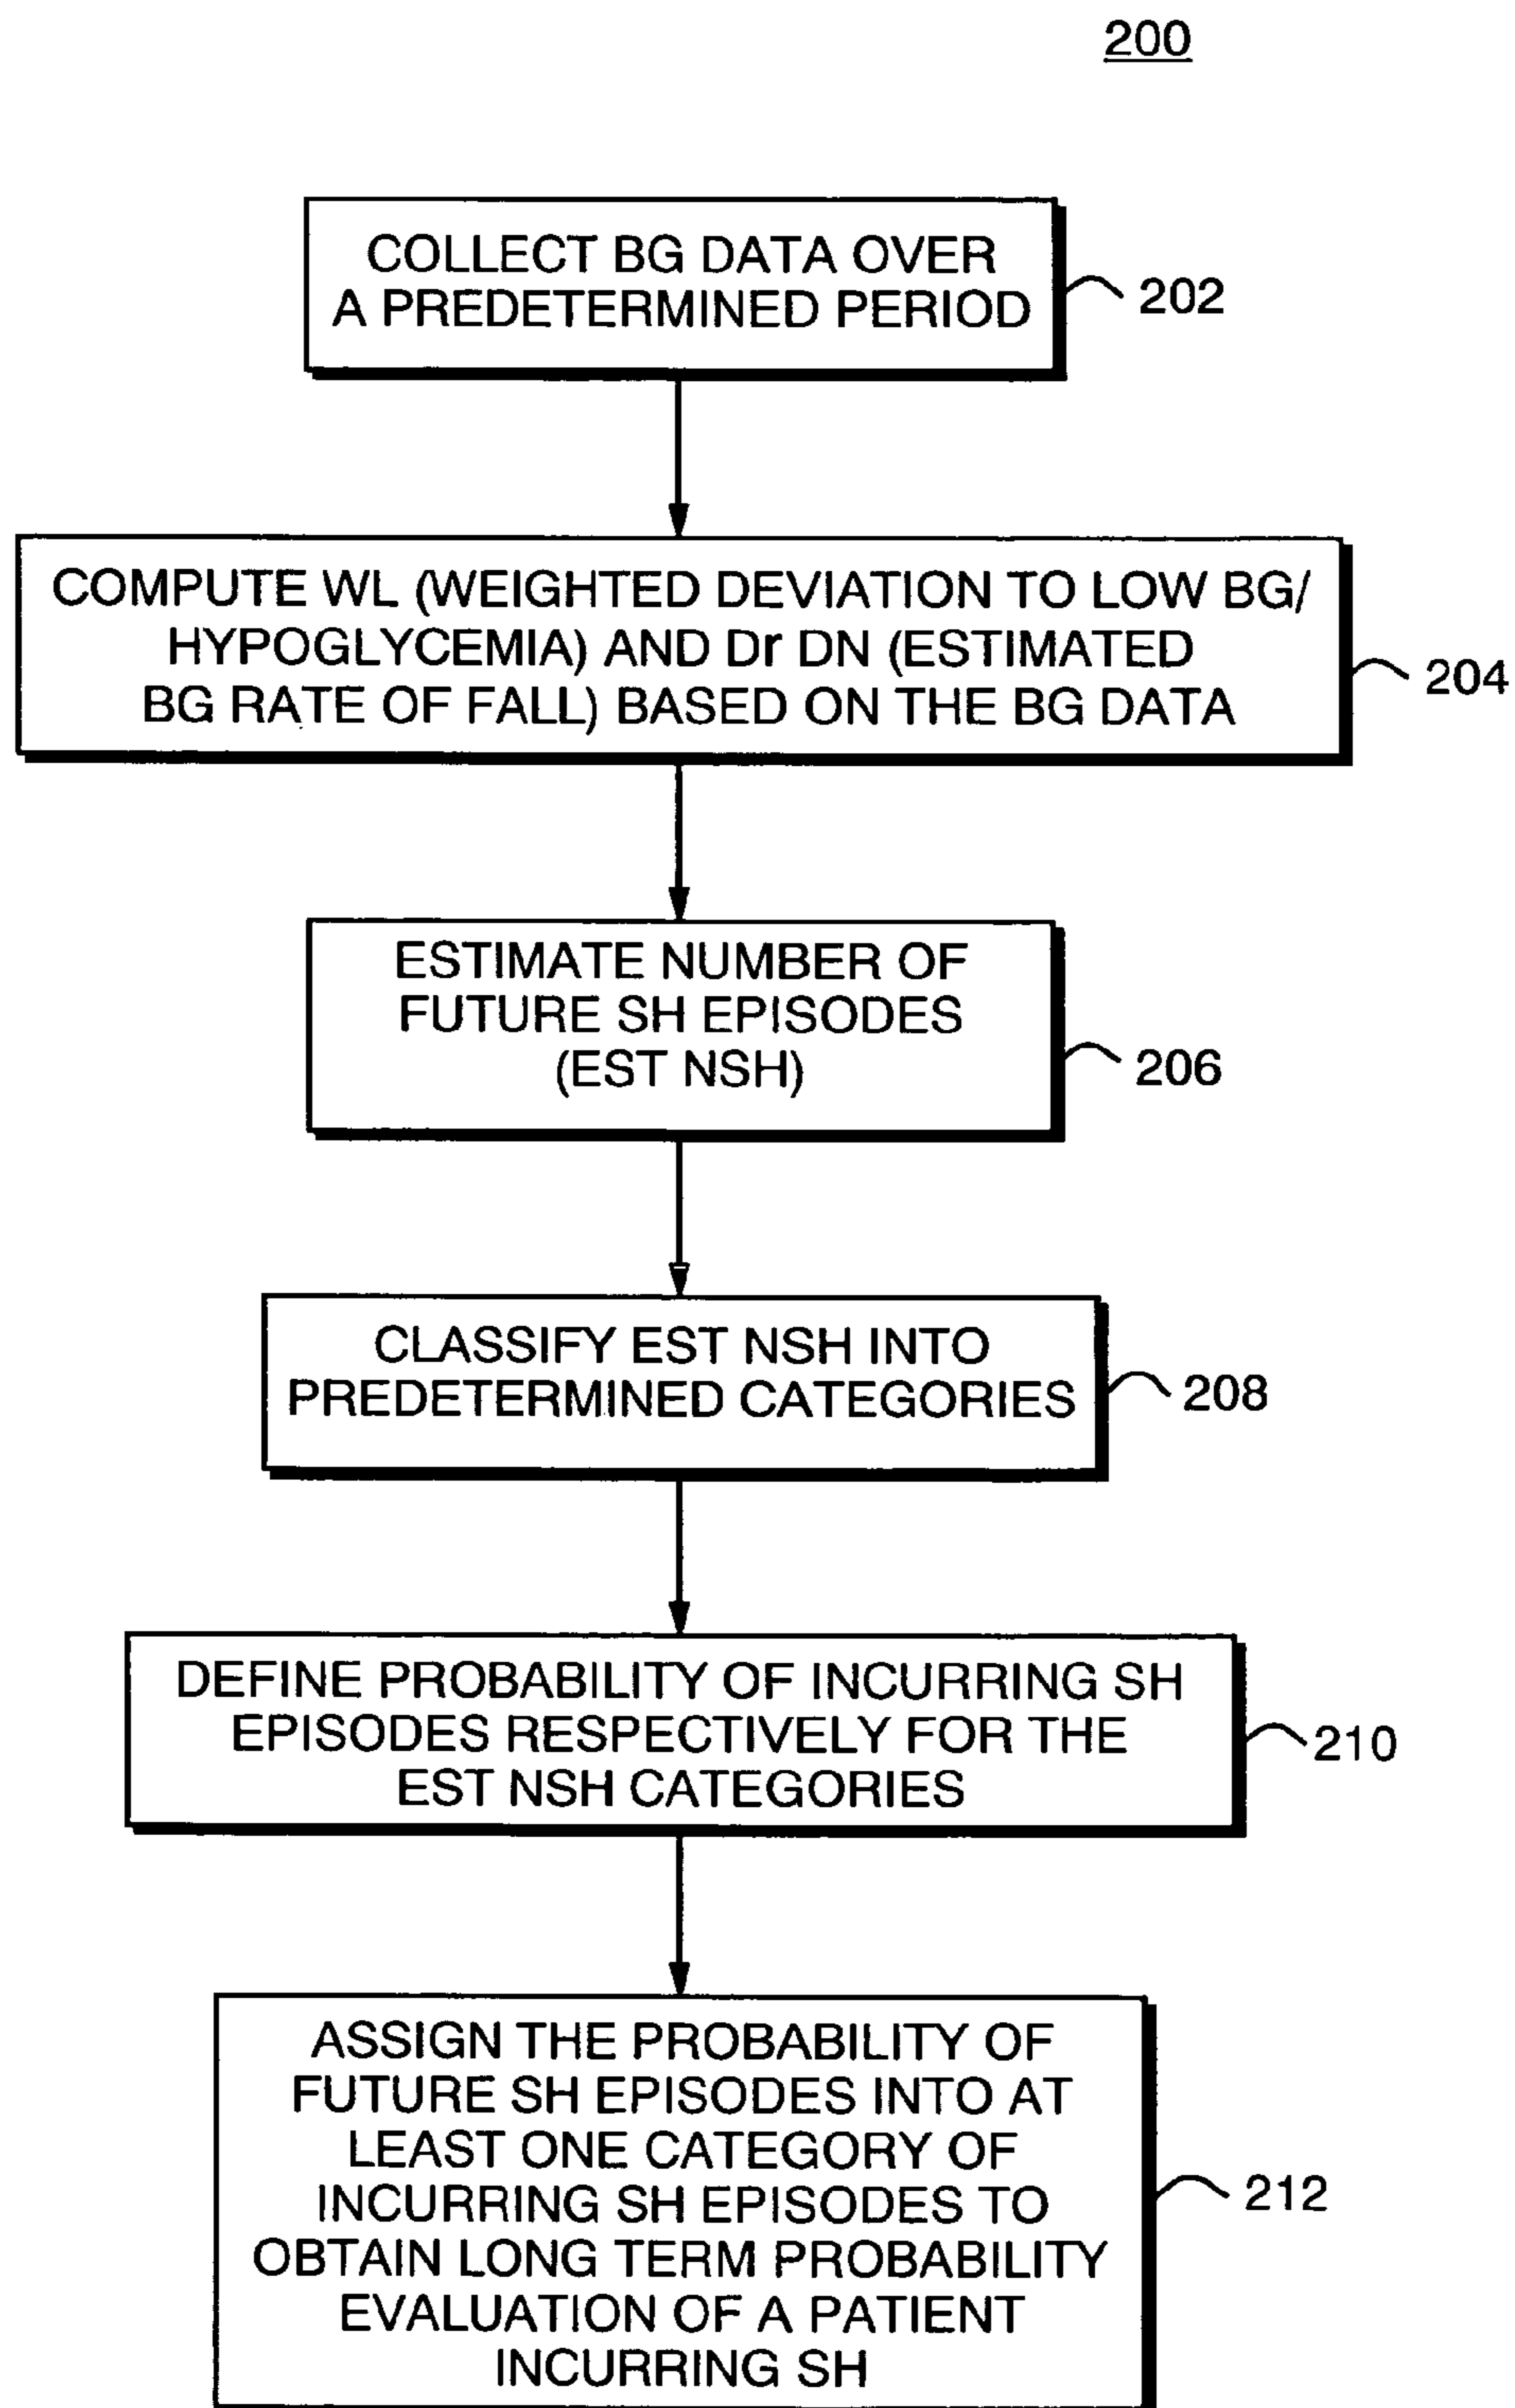 200
COLLECT BG DATA OVER
A PREDETERMINED PERIOD
202
COMPUTE WL (WEIGHTED DEVIATION TO LOW BG/
HYPOGLYCEMIA) AND Dr DN (ESTIMATED
BG RATE OF FALL) BASED ON THE BG DATA
204
ESTIMATE NUMBER OF
FUTURE SH EPISODES
(EST NSH)
206
CLASSIFY EST NSH INTO
PREDETERMINED CATEGORIES
208
DEFINE PROBABILITY OF INCURRING SH
EPISODES RESPECTIVELY FOR THE
EST NSH CATEGORIES
210
ASSIGN THE PROBABILITY OF
FUTURE SH EPISODES INTO AT
LEAST ONE CATEGORY OF
INCURRING SH EPISODES TO
OBTAIN LONG TERM PROBABILITY
EVALUATION OF A PATIENT
INCURRING SH
212